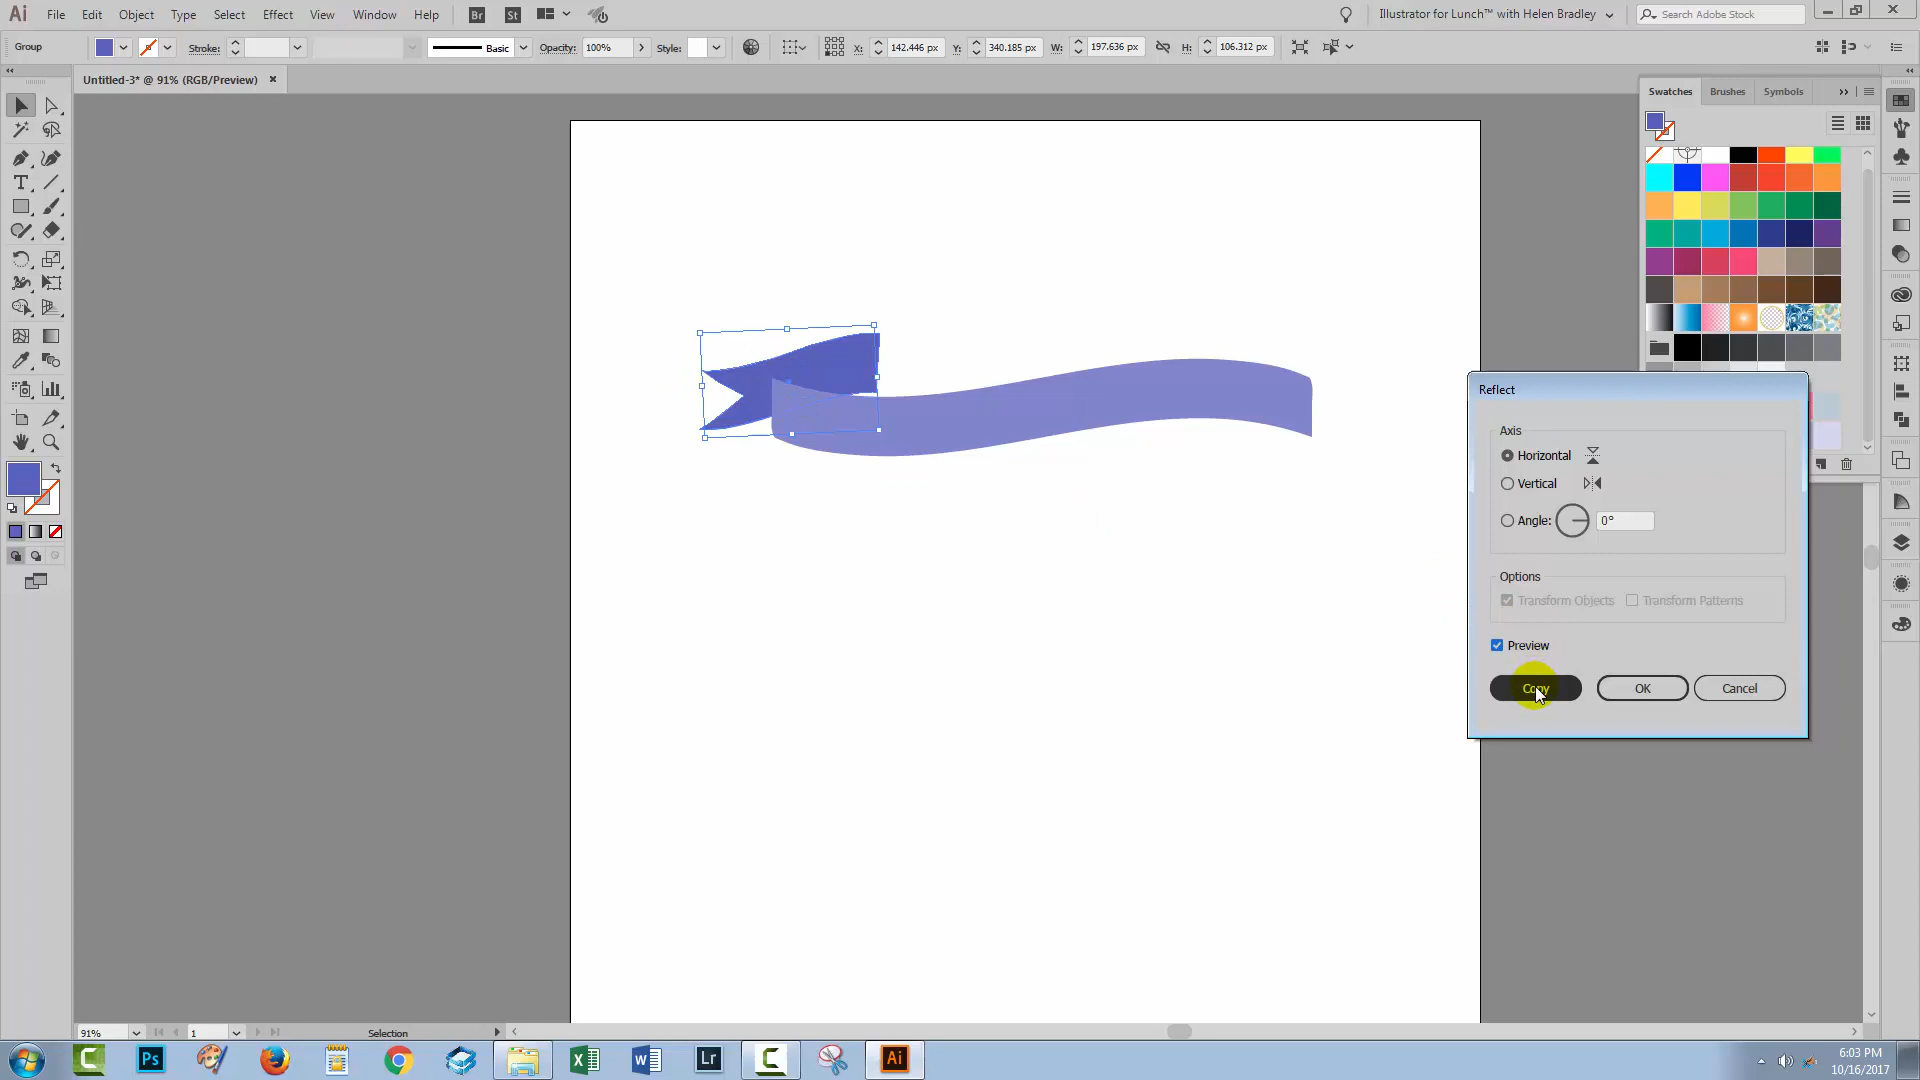 Ai File Edit Object Type Select Effect View Window Help Br St Illustrator for Lunch™ with Helen Bradley Search Adobe Stock
Group Stroke: Basic Opacity: 100% Style: X: 142.446 px Y: 340.185 px W: 197.636 px H: 106.312 px
Untitled-3* @ 91% (RGB/Preview)
Swatches Brushes Symbols
Reflect
Axis
Horizontal
Vertical
Angle: 0°
Options
Transform Objects Transform Patterns
Preview
Copy OK Cancel
91% 1 Selection
Ps Lr Ai
6:03 PM
10/16/2017